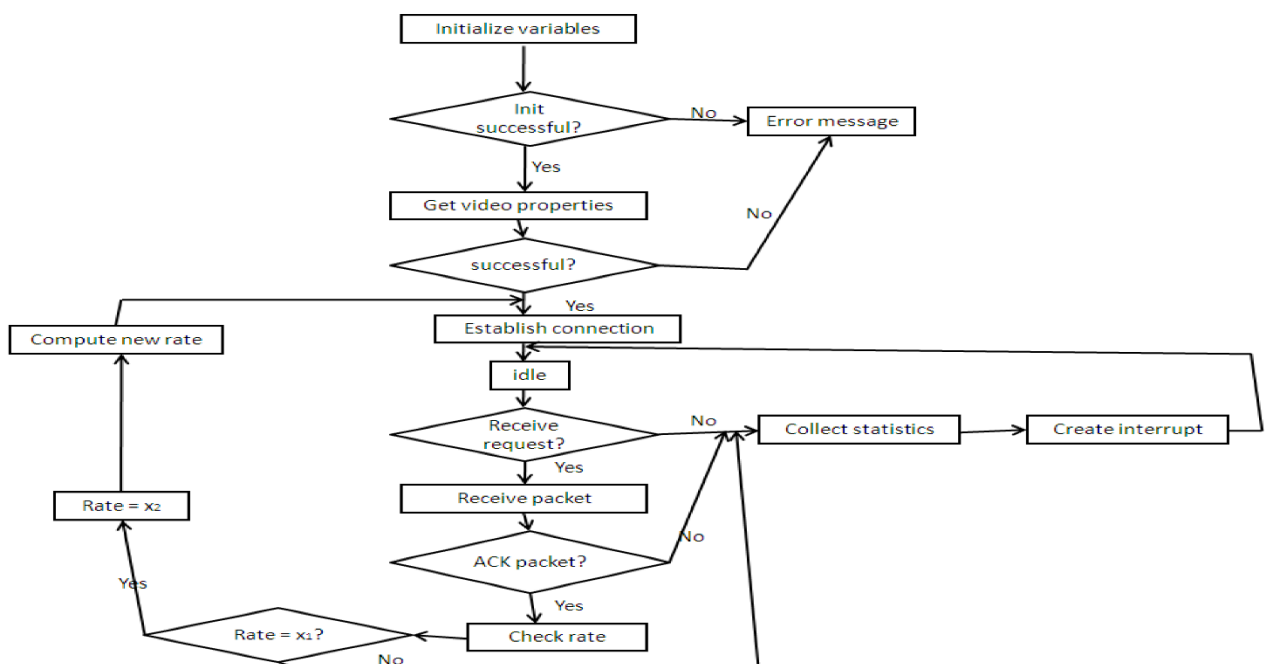 Initialize variables
Init
successful?
No
Error message
Yes
Get video properties
No
successful?
Yes
Establish connection
Compute new rate
idle
Receive
request?
No
Collect statistics
Create interrupt
Yes
Receive packet
Rate = x₂
No
ACK packet?
Yes
Yes
Rate = x₁?
Check rate
No